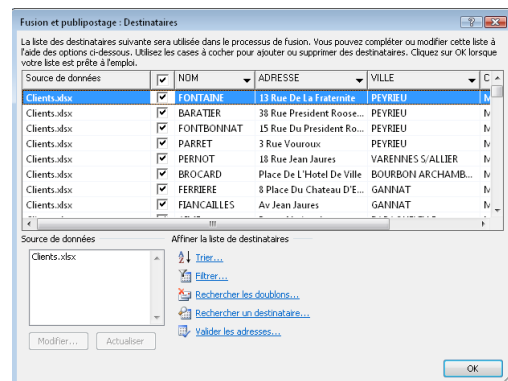 Fusion et publipostage : Destinataires
La liste des destinataires suivante sera utilisée dans le processus de fusion. Vous pouvez compléter ou modifier cette liste à
l'aide des options ci-dessous. Utilisez les cases à cocher pour ajouter ou supprimer des destinataires. Cliquez sur OK lorsque
votre liste est prête à l'emploi.
Source de données NOM ADRESSE VILLE C
Clients.xlsx FONTAINE 13 Rue De La Fraternite PEYRIEU M
Clients.xlsx BARATIER 38 Rue President Roose... PEYRIEU M
Clients.xlsx FONTBONNAT 15 Rue Du President Ro... PEYRIEU M
Clients.xlsx PARRET 3 Rue Vouroux PEYRIEU M
Clients.xlsx PERNOT 18 Rue Jean Jaures VARENNES S/ALLIER M
Clients.xlsx BROCARD Place De L'Hotel De Ville BOURBON ARCHAMB... M
Clients.xlsx FERRIERE 8 Place Du Chateau D'E... GANNAT M
Clients.xlsx FIANCAILLES Av Jean Jaures GANNAT M
Source de données Affiner la liste de destinataires
Clients.xlsx
Trier...
Filtrer...
Rechercher les doublons...
Rechercher un destinataire...
Valider les adresses...
Modifier... Actualiser
OK